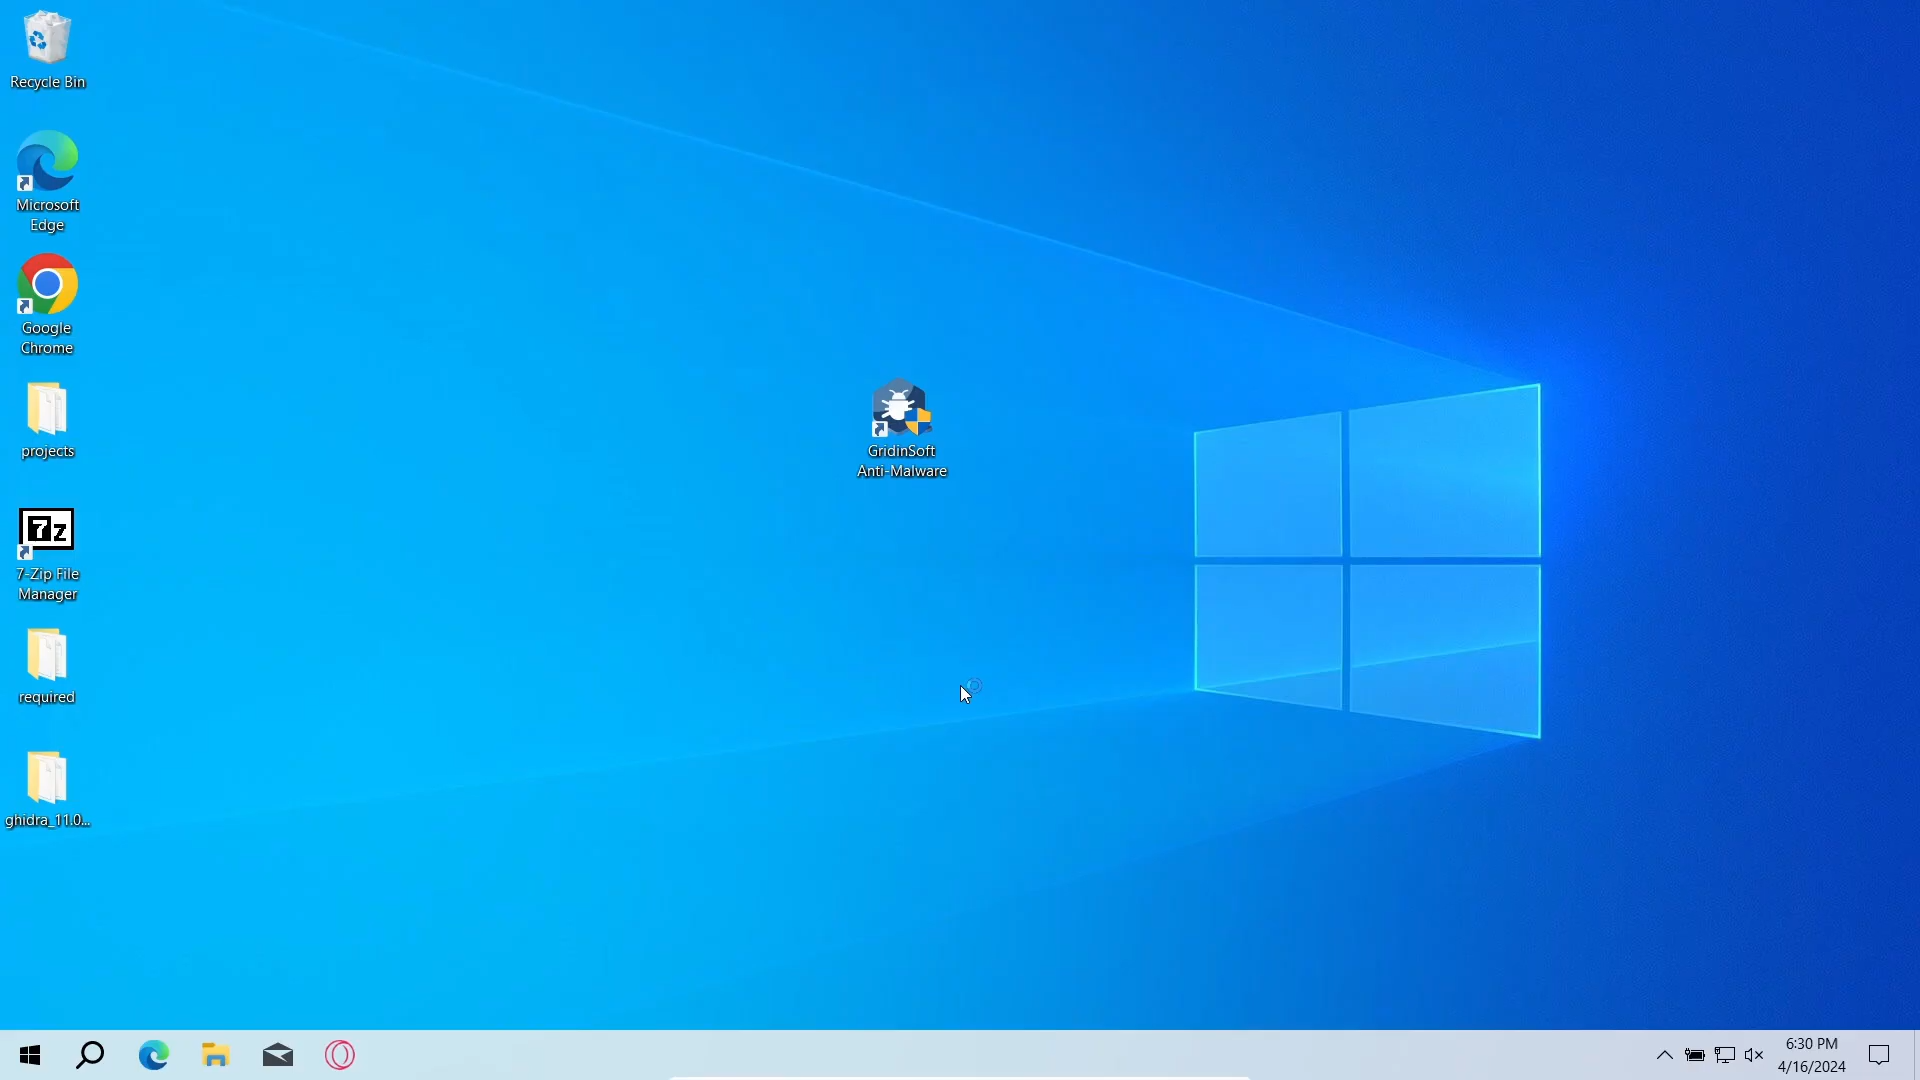 Recycle Bin
Microsoft
Edge
Google
Chrome
projects
7-Zip File
Manager
required
ghidra_11.0...
GridinSoft
Anti-Malware
6:30 PM
4/16/2024